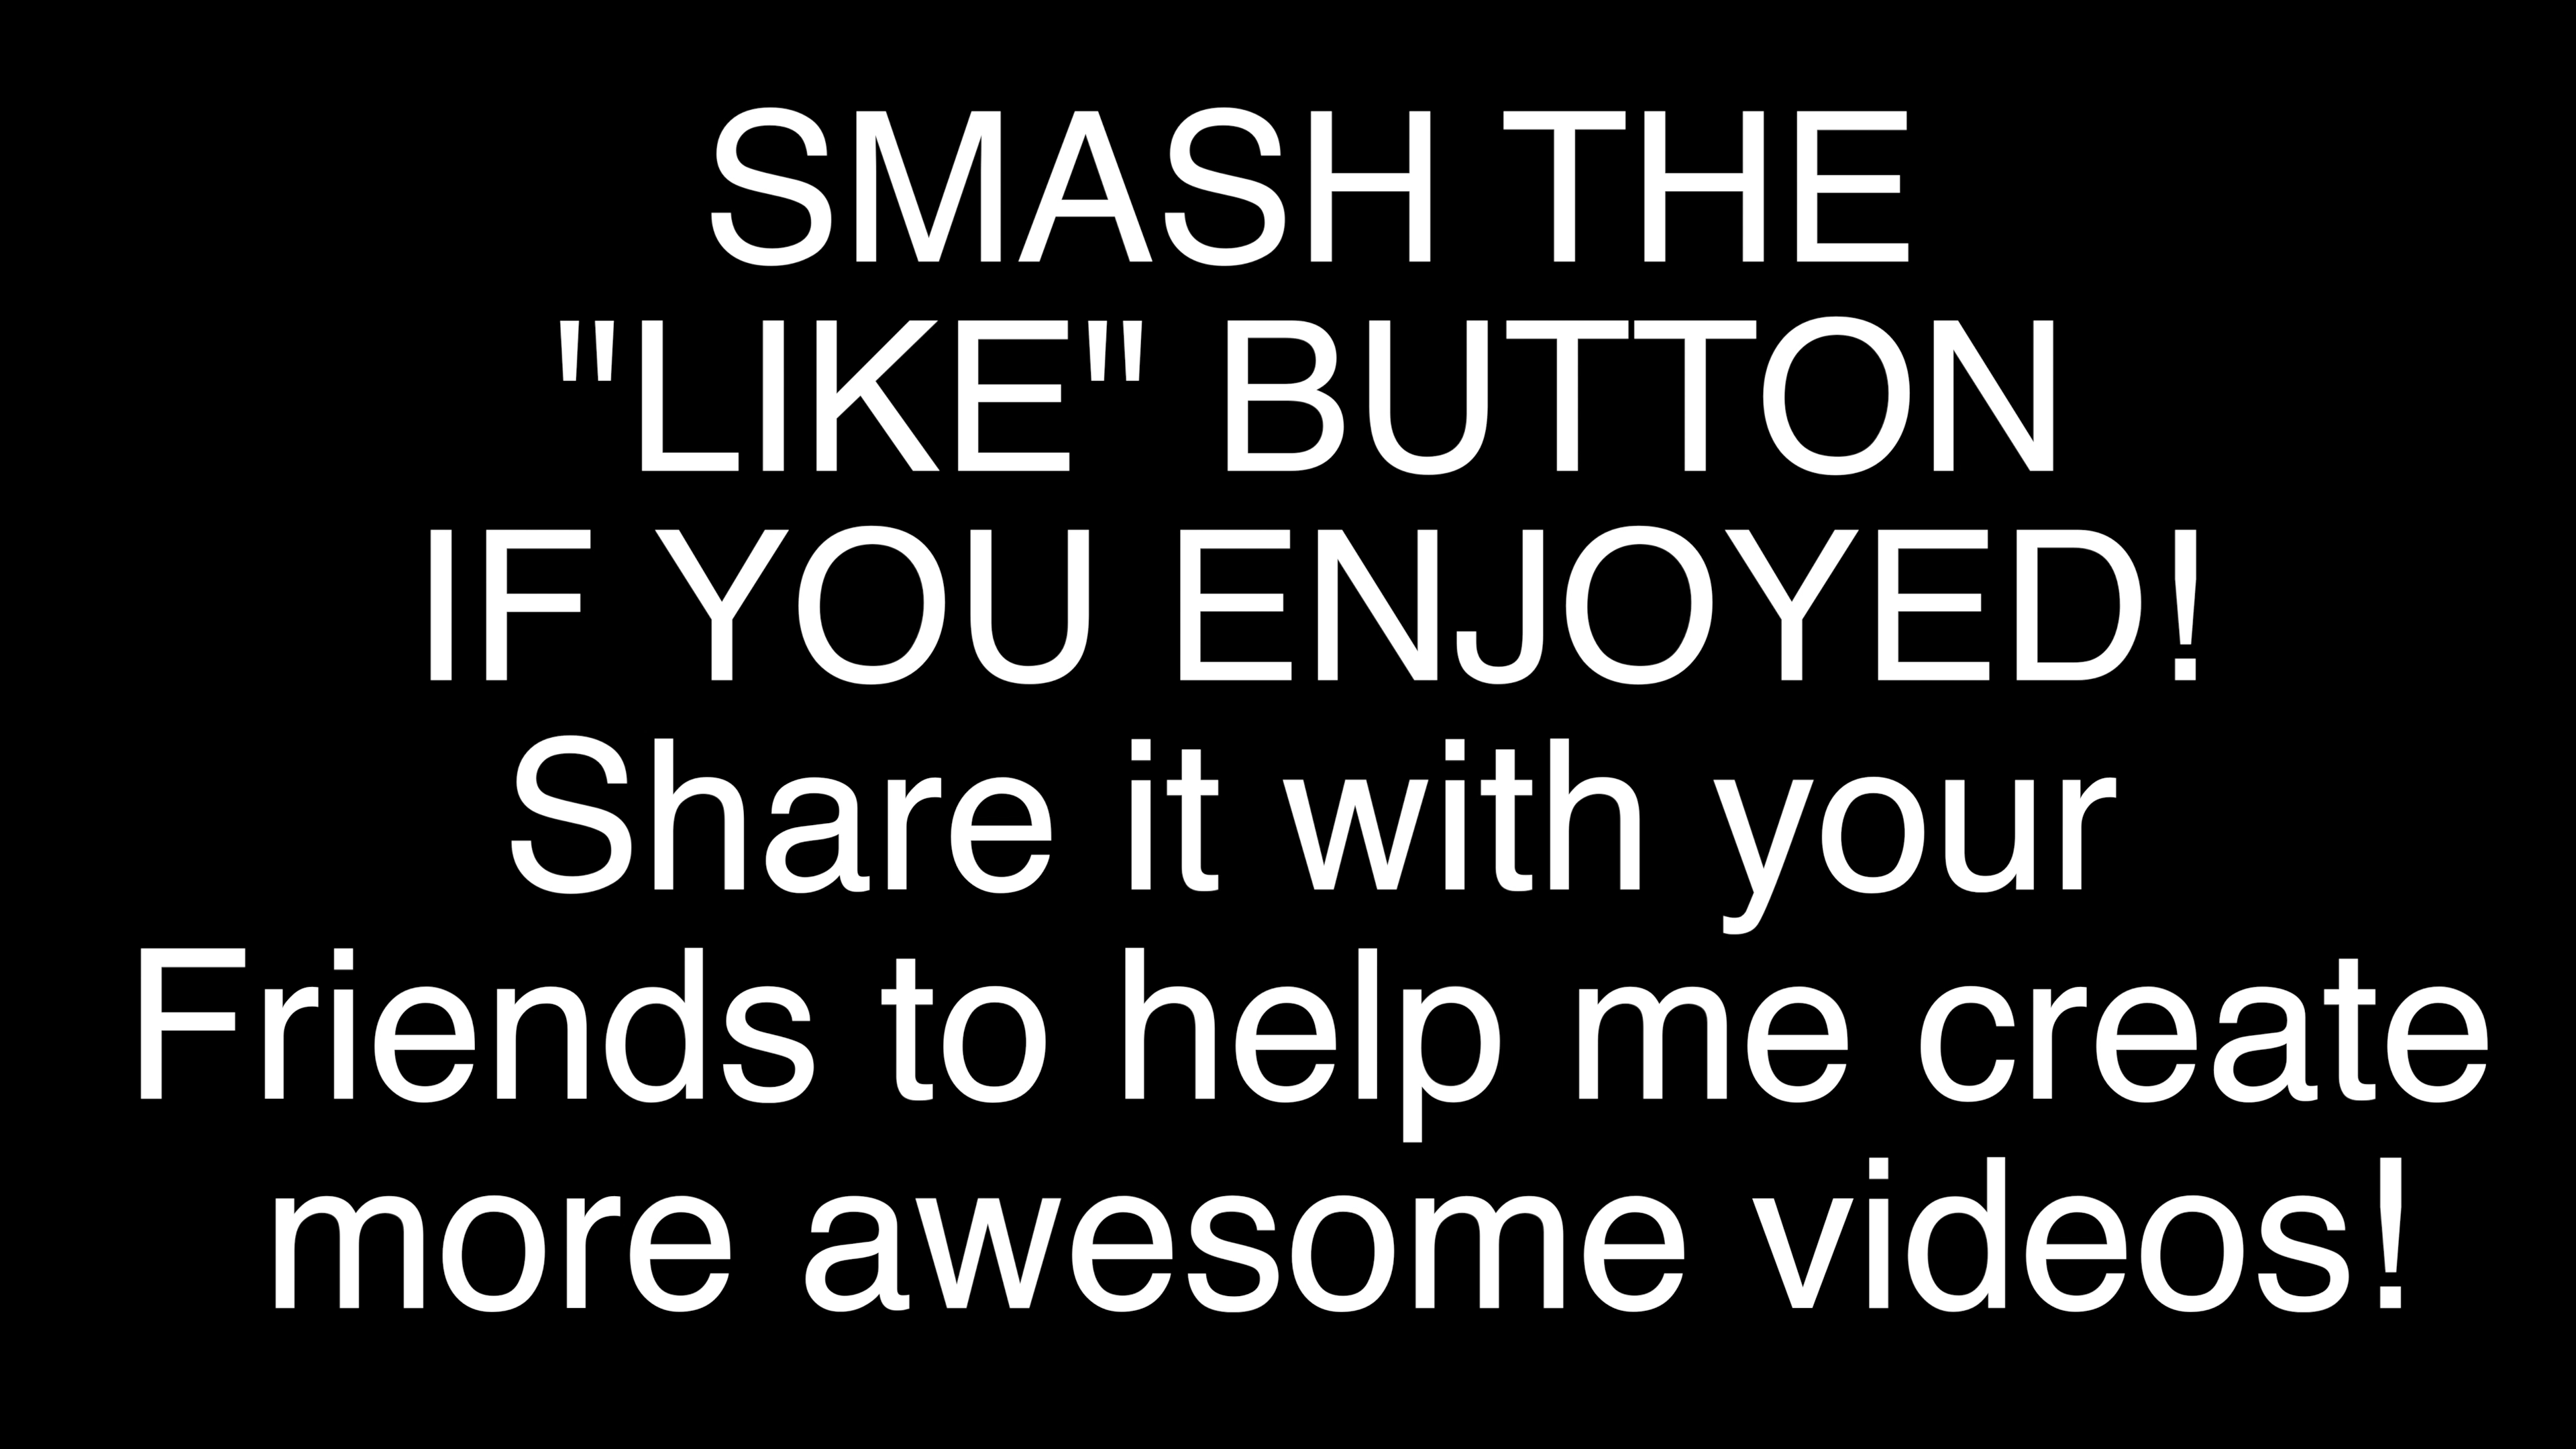 SMASH THE
"LIKE" BUTTON
IF YOU ENJOYED!
Share it with your
Friends to help me create
more awesome videos!